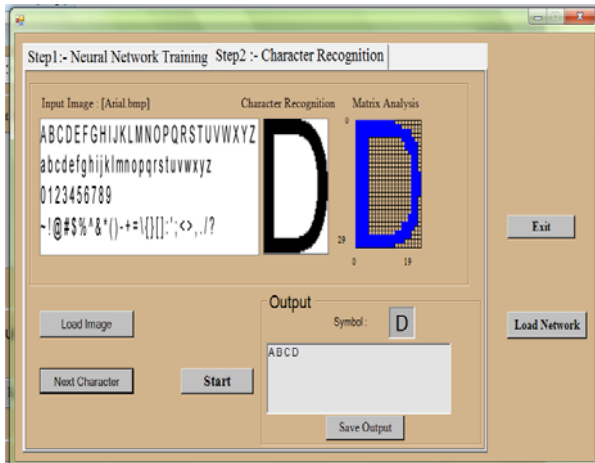 Step1:- Neural Network Training Step2 :- Character Recognition
Input Image : [Arial.bmp] Character Recognition Matrix Analysis
ABCDEFGHIJKLMNOPQRSTUVWXYZ
abcdefghijklmnopqrstuvwxyz
0123456789
~!@#$%^&*()-+=\{}[]:';<>,./?
D
0
29
0 19
Exit
Load Image
Next Character
Start
Output
Symbol :
D
ABCD
Save Output
Load Network